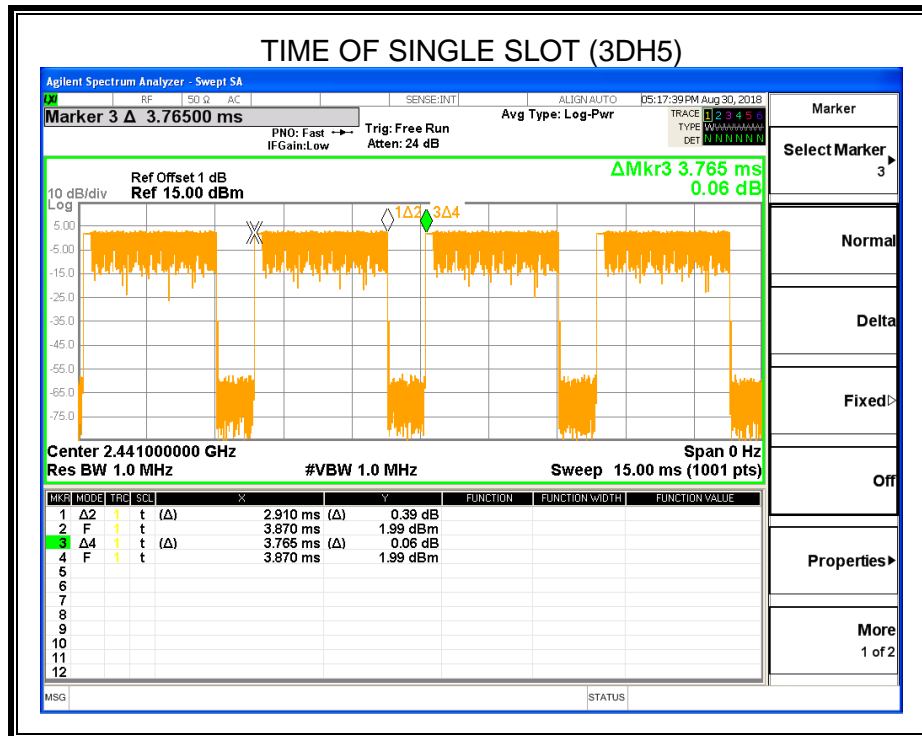 TIME OF SINGLE SLOT (3DH5)
Agilent Spectrum Analyzer - Swept SA
LXI RF 50 Ω AC SENSE:INT ALIGN AUTO 05:17:39 PM Aug 30, 2018
Marker 3 Δ 3.76500 ms
PNO: Fast
IFGain:Low
Trig: Free Run
Atten: 24 dB
Avg Type: Log-Pwr
TRACE 1 2 3 4 5 6
TYPE
DET N N N N N N
ΔMkr3 3.765 ms
0.06 dB
Ref Offset 1 dB
10 dB/div Ref 15.00 dBm
Log
1Δ2 3Δ4
5.00
-5.00
-15.0
-25.0
-35.0
-45.0
-55.0
-65.0
-75.0
Center 2.441000000 GHz Span 0 Hz
Res BW 1.0 MHz #VBW 1.0 MHz Sweep 15.00 ms (1001 pts)
MKR MODE TRC SCL X Y FUNCTION FUNCTION WIDTH FUNCTION VALUE
1 Δ2 1 t (Δ) 2.910 ms (Δ) 0.39 dB
2 F 1 t 3.870 ms 1.99 dBm
3 Δ4 1 t (Δ) 3.765 ms (Δ) 0.06 dB
4 F 1 t 3.870 ms 1.99 dBm
5
6
7
8
9
10
11
12
MSG STATUS
Marker
Select Marker
3
Normal
Delta
Fixed
Off
Properties
More
1 of 2